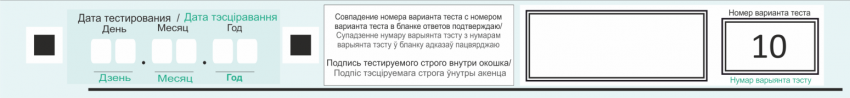 Дата тестирования / Дата тэсціравання
День Месяц Год
Дзень Месяц Год
Совпадение номера варианта теста с номером
варианта теста в бланке ответов подтверждаю/
Супадзенне нумару варыянта тэсту з нумарам
варыянта тэсту ў бланку адказаў пацвярджаю
Подпись тестируемого строго внутри окошка/
Подпіс тэсціруемага строга ўнутры акенца
Номер варианта теста
10
Нумар варыянта тэсту